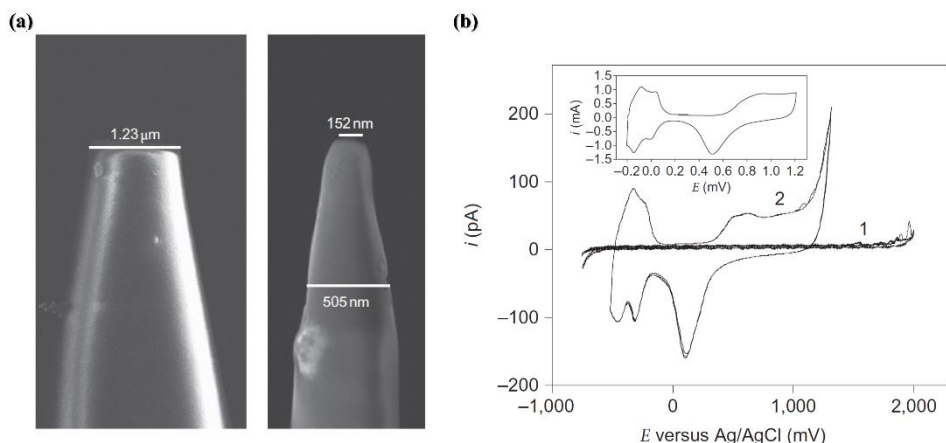 (a)
1.23 μm
152 nm
505 nm
(b)
200
100
0
−100
−200
i (pA)
−1,000
0
1,000
2,000
E versus Ag/AgCl (mV)
1
2
1.5
1.0
0.5
0.0
−0.5
−1.0
−1.5
i (mA)
−0.2 0.0 0.2 0.4 0.6 0.8 1.0 1.2
E (mV)